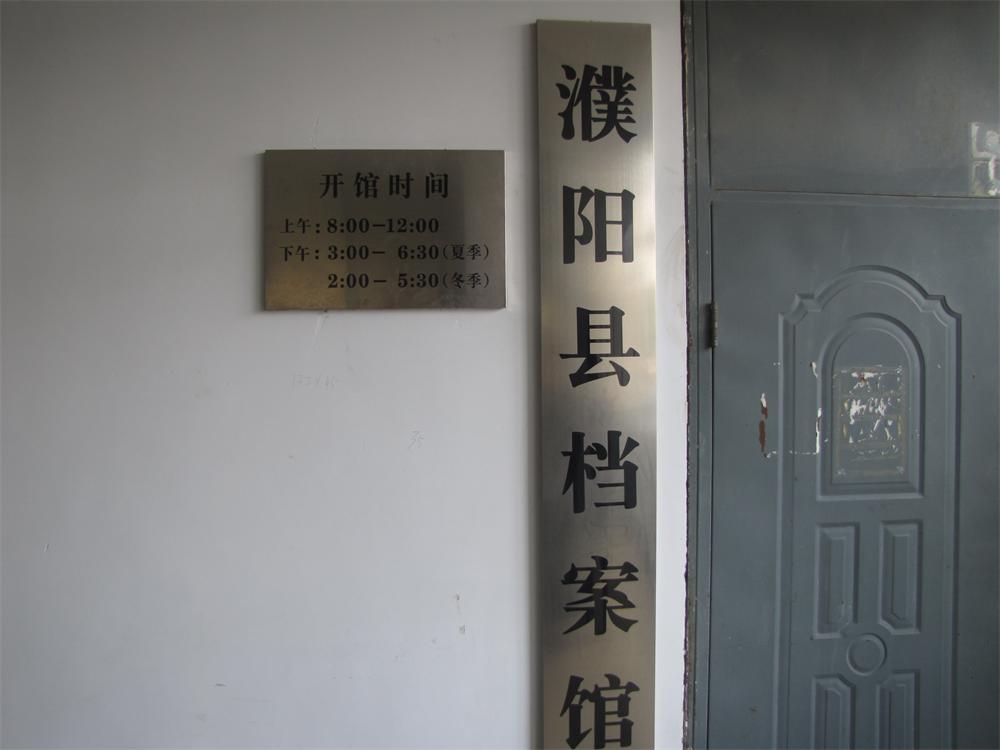 开馆时间
上午:8:00-12:00
下午:3:00- 6:30(夏季)
2:00- 5:30(冬季)
濮阳县档案馆